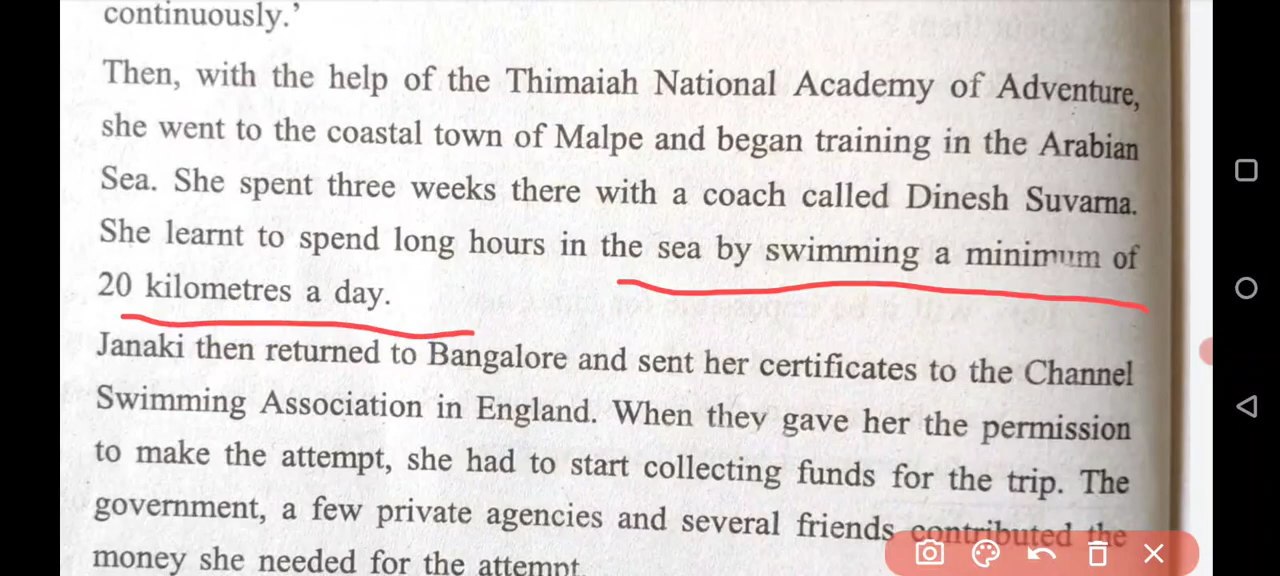 continuously.'
Then, with the help of the Thimaiah National Academy of Adventure,
she went to the coastal town of Malpe and began training in the Arabian
Sea. She spent three weeks there with a coach called Dinesh Suvarna.
She learnt to spend long hours in the sea by swimming a minimum of
20 kilometres a day.
Janaki then returned to Bangalore and sent her certificates to the Channel
Swimming Association in England. When they gave her the permission
to make the attempt, she had to start collecting funds for the trip. The
government, a few private agencies and several friends contributed the
money she needed for the attempt.